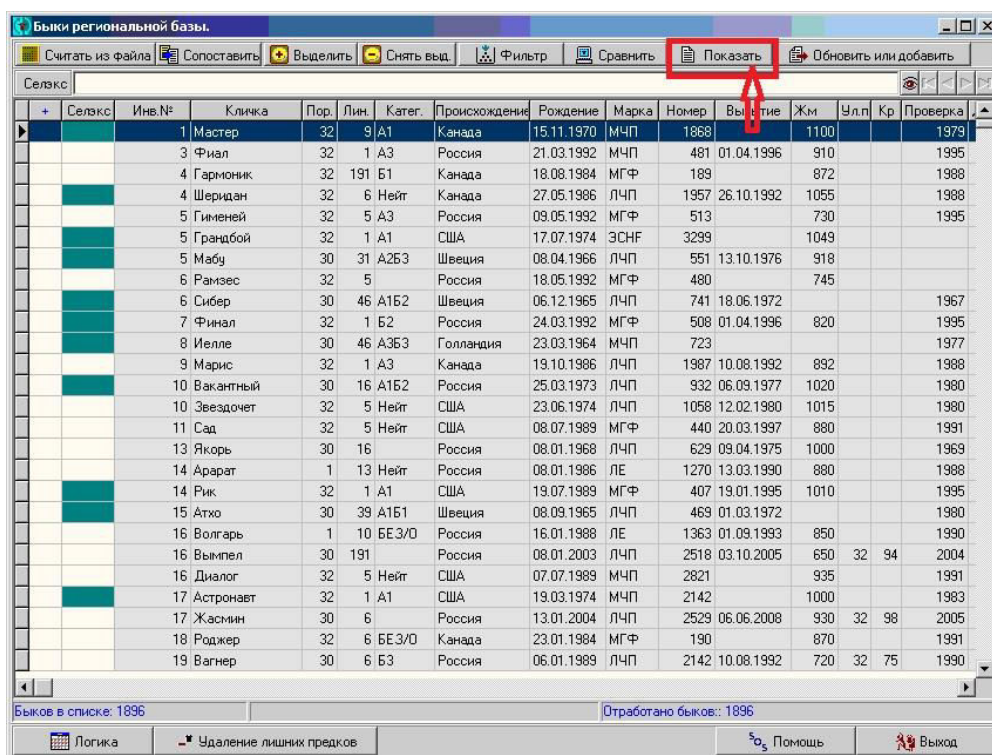 Быки региональной базы.
Считать из файла Сопоставить Выделить Снять выд. Фильтр Сравнить Показать Обновить или добавить
Селэкс
+ Селэкс Инв.№ Кличка Пор. Лин. Катег. Происхождение Рождение Марка Номер Жм Ул.п Кр Проверка
1 Мастер 32 9 А1 Канада 15.11.1970 МЧП 1868 1100 1979
3 Фиал 32 1 А3 Россия 21.03.1992 МЧП 481 01.04.1996 910 1995
4 Гармоник 32 191 Б1 Канада 18.08.1984 МГФ 189 872 1988
4 Шеридан 32 6 Нейт Канада 27.05.1986 ЛЧП 1957 26.10.1992 1055 1988
5 Гименей 32 5 А3 Россия 09.05.1992 МГФ 513 730 1995
5 Грандбой 32 1 А1 США 17.07.1974 ЭCHF 3299 1049
5 Мабу 30 31 А2Б3 Швеция 08.04.1966 ЛЧП 551 13.10.1976 918
6 Рамзес 32 5 Россия 18.05.1992 МГФ 480 745
6 Сибер 30 46 А1Б2 Швеция 06.12.1965 ЛЧП 741 18.06.1972 1967
7 Финал 32 1 Б2 Россия 24.03.1992 МГФ 508 01.04.1996 820 1995
8 Иелле 30 46 А3Б3 Голландия 23.03.1964 МЧП 723 1977
9 Марис 32 1 А3 Канада 19.10.1986 ЛЧП 1987 10.08.1992 892 1988
10 Вакантный 30 16 А1Б2 Россия 25.03.1973 ЛЧП 932 06.09.1977 1020 1980
10 Звездочет 32 5 Нейт США 23.06.1974 ЛЧП 1058 12.02.1980 1015 1980
11 Сад 32 5 Нейт США 08.07.1989 МГФ 440 20.03.1997 880 1991
13 Якорь 30 16 Россия 08.01.1968 ЛЧП 629 09.04.1975 1000 1969
14 Арарат 1 13 Нейт Россия 08.01.1986 ЛЕ 1270 13.03.1990 880 1988
14 Рик 32 1 А1 США 19.07.1989 МГФ 407 19.01.1995 1010 1995
15 Атхо 30 39 А1Б1 Швеция 08.09.1965 ЛЧП 469 01.03.1972 1980
16 Волгарь 1 10 БЕЗ/О Россия 16.01.1988 ЛЕ 1363 01.09.1993 850 1990
16 Вымпел 30 191 Россия 08.01.2003 ЛЧП 2518 03.10.2005 650 32 94 2004
16 Диалог 32 5 Нейт США 07.07.1989 МЧП 2821 935 1991
17 Астронавт 32 1 А1 США 19.03.1974 МЧП 2142 1000 1983
17 Жасмин 30 6 Россия 13.01.2004 ЛЧП 2529 06.06.2008 930 32 98 2005
18 Роджер 32 6 БЕЗ/О Канада 23.01.1984 МГФ 190 870 1991
19 Вагнер 30 6 Б3 Россия 06.01.1989 ЛЧП 2142 10.08.1992 720 32 75 1990
Быков в списке: 1896 Отработано быков:: 1896
Логика Удаление лишних предков Помощь Выход